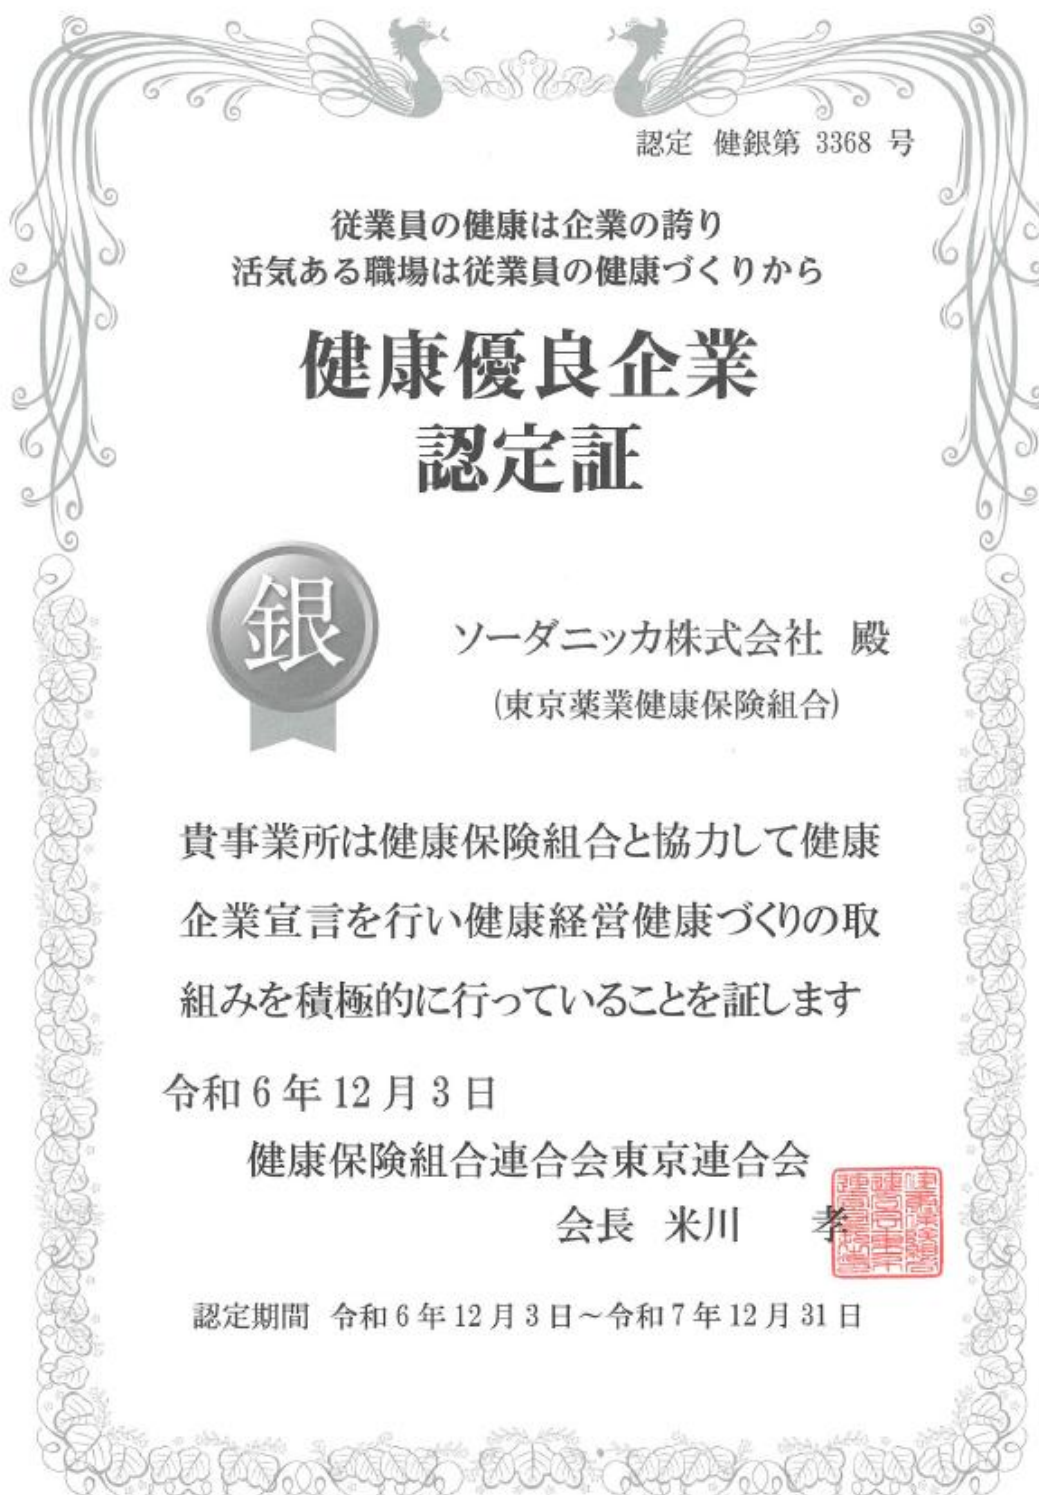 認定 健銀第 3368 号
従業員の健康は企業の誇り
活気ある職場は従業員の健康づくりから
健康優良企業
認定証
銀
ソーダニッカ株式会社 殿
(東京薬業健康保険組合)
貴事業所は健康保険組合と協力して健康
企業宣言を行い健康経営健康づくりの取
組みを積極的に行っていることを証します
令和 6 年 12 月 3 日
健康保険組合連合会東京連合会
会長 米川 孝
認定期間 令和 6 年 12 月 3 日~令和 7 年 12 月 31 日